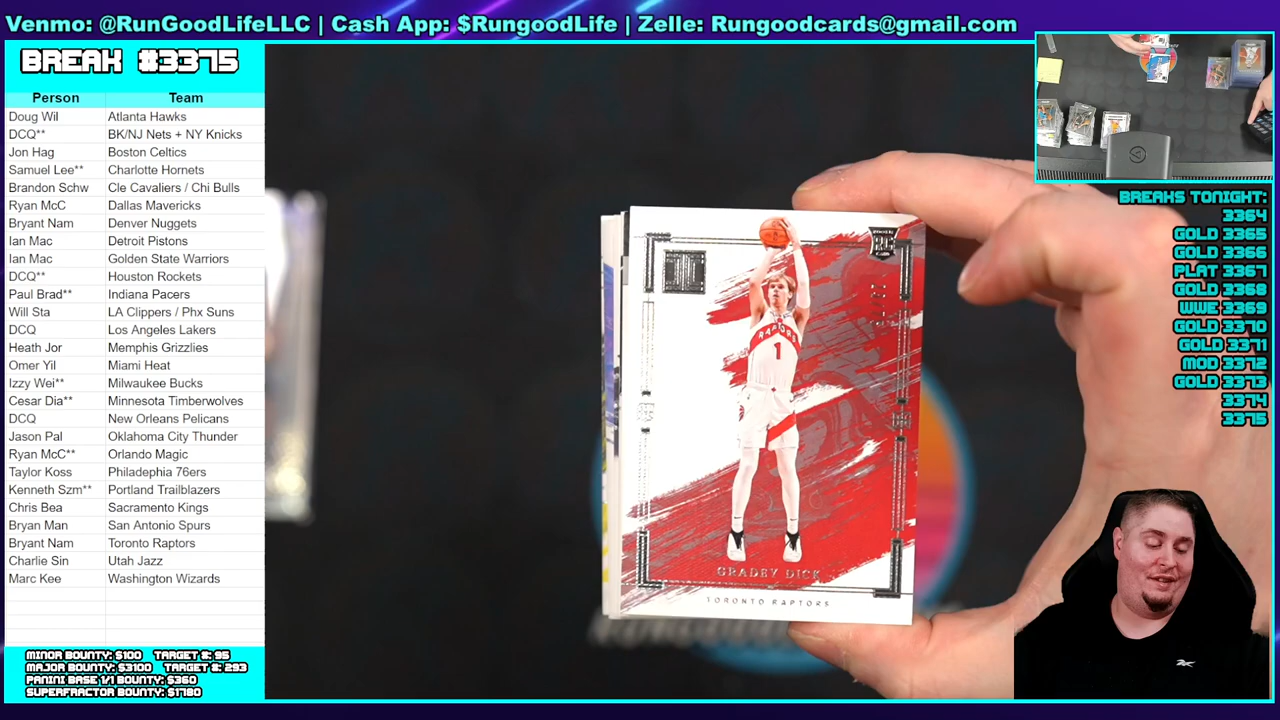 Venmo: @RunGoodLifeLLC | Cash App: $RungoodLife | Zelle: Rungoodcards@gmail.com
BREAK #3375
Person Team
Doug Wil Atlanta Hawks
DCQ** BK/NJ Nets + NY Knicks
Jon Hag Boston Celtics
Samuel Lee** Charlotte Hornets
Brandon Schw Cle Cavaliers / Chi Bulls
Ryan McC Dallas Mavericks
Bryant Nam Denver Nuggets
Ian Mac Detroit Pistons
Ian Mac Golden State Warriors
DCQ** Houston Rockets
Paul Brad** Indiana Pacers
Will Sta LA Clippers / Phx Suns
DCQ Los Angeles Lakers
Heath Jor Memphis Grizzlies
Omer Yil Miami Heat
Izzy Wei** Milwaukee Bucks
Cesar Dia** Minnesota Timberwolves
DCQ New Orleans Pelicans
Jason Pal Oklahoma City Thunder
Ryan McC** Orlando Magic
Taylor Koss Philadephia 76ers
Kenneth Szm** Portland Trailblazers
Chris Bea Sacramento Kings
Bryan Man San Antonio Spurs
Bryant Nam Toronto Raptors
Charlie Sin Utah Jazz
Marc Kee Washington Wizards
MINOR BOUNTY: $100 TARGET #: 95
MAJOR BOUNTY: $3100 TARGET #: 293
PANINI BASE 1/1 BOUNTY: $360
SUPERFRACTOR BOUNTY: $1780
RAPTORS
1
GRADEY DICK
TORONTO RAPTORS
BREAKS TONIGHT:
3364
GOLD 3365
GOLD 3366
PLAT 3367
GOLD 3368
WWE 3369
GOLD 3370
GOLD 3371
MOD 3372
GOLD 3373
3374
3375